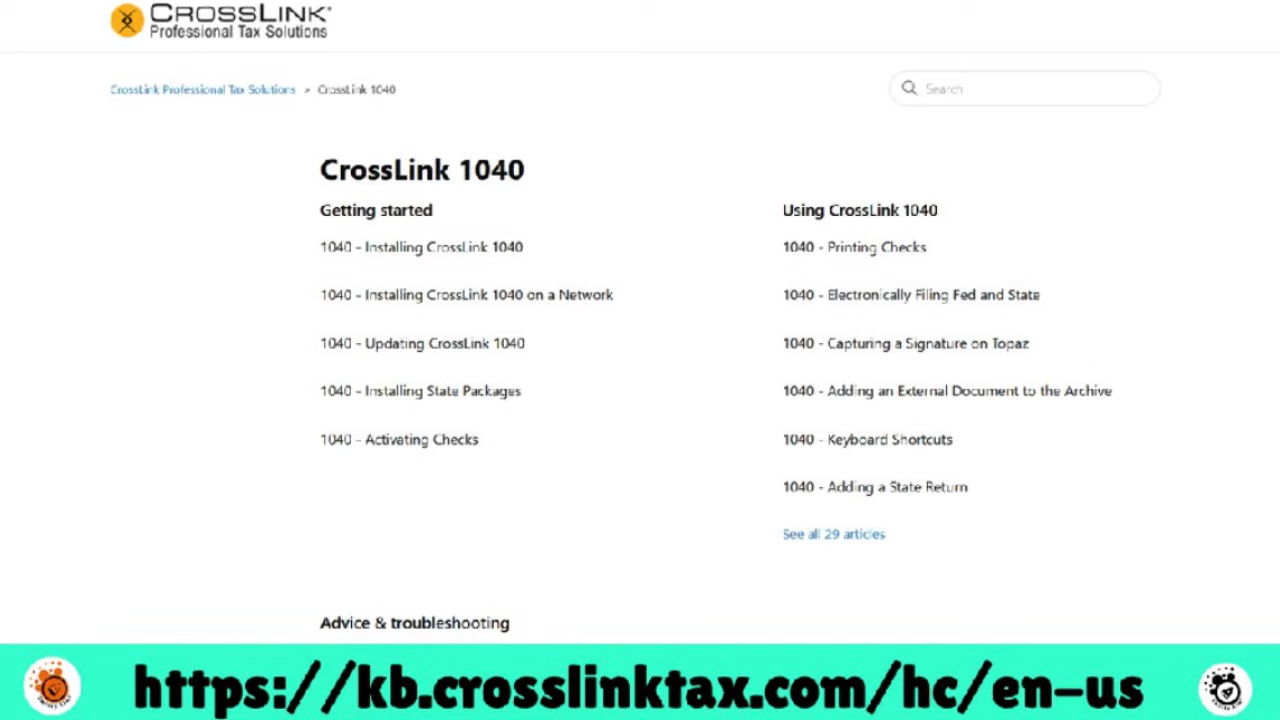 CROSSLINK
Professional Tax Solutions
CrossLink Professional Tax Solutions > CrossLink 1040
Search
CrossLink 1040
Getting started
1040 - Installing CrossLink 1040
1040 - Installing CrossLink 1040 on a Network
1040 - Updating CrossLink 1040
1040 - Installing State Packages
1040 - Activating Checks
Using CrossLink 1040
1040 - Printing Checks
1040 - Electronically Filing Fed and State
1040 - Capturing a Signature on Topaz
1040 - Adding an External Document to the Archive
1040 - Keyboard Shortcuts
1040 - Adding a State Return
See all 29 articles
Advice & troubleshooting
https://kb.crosslinktax.com/hc/en-us